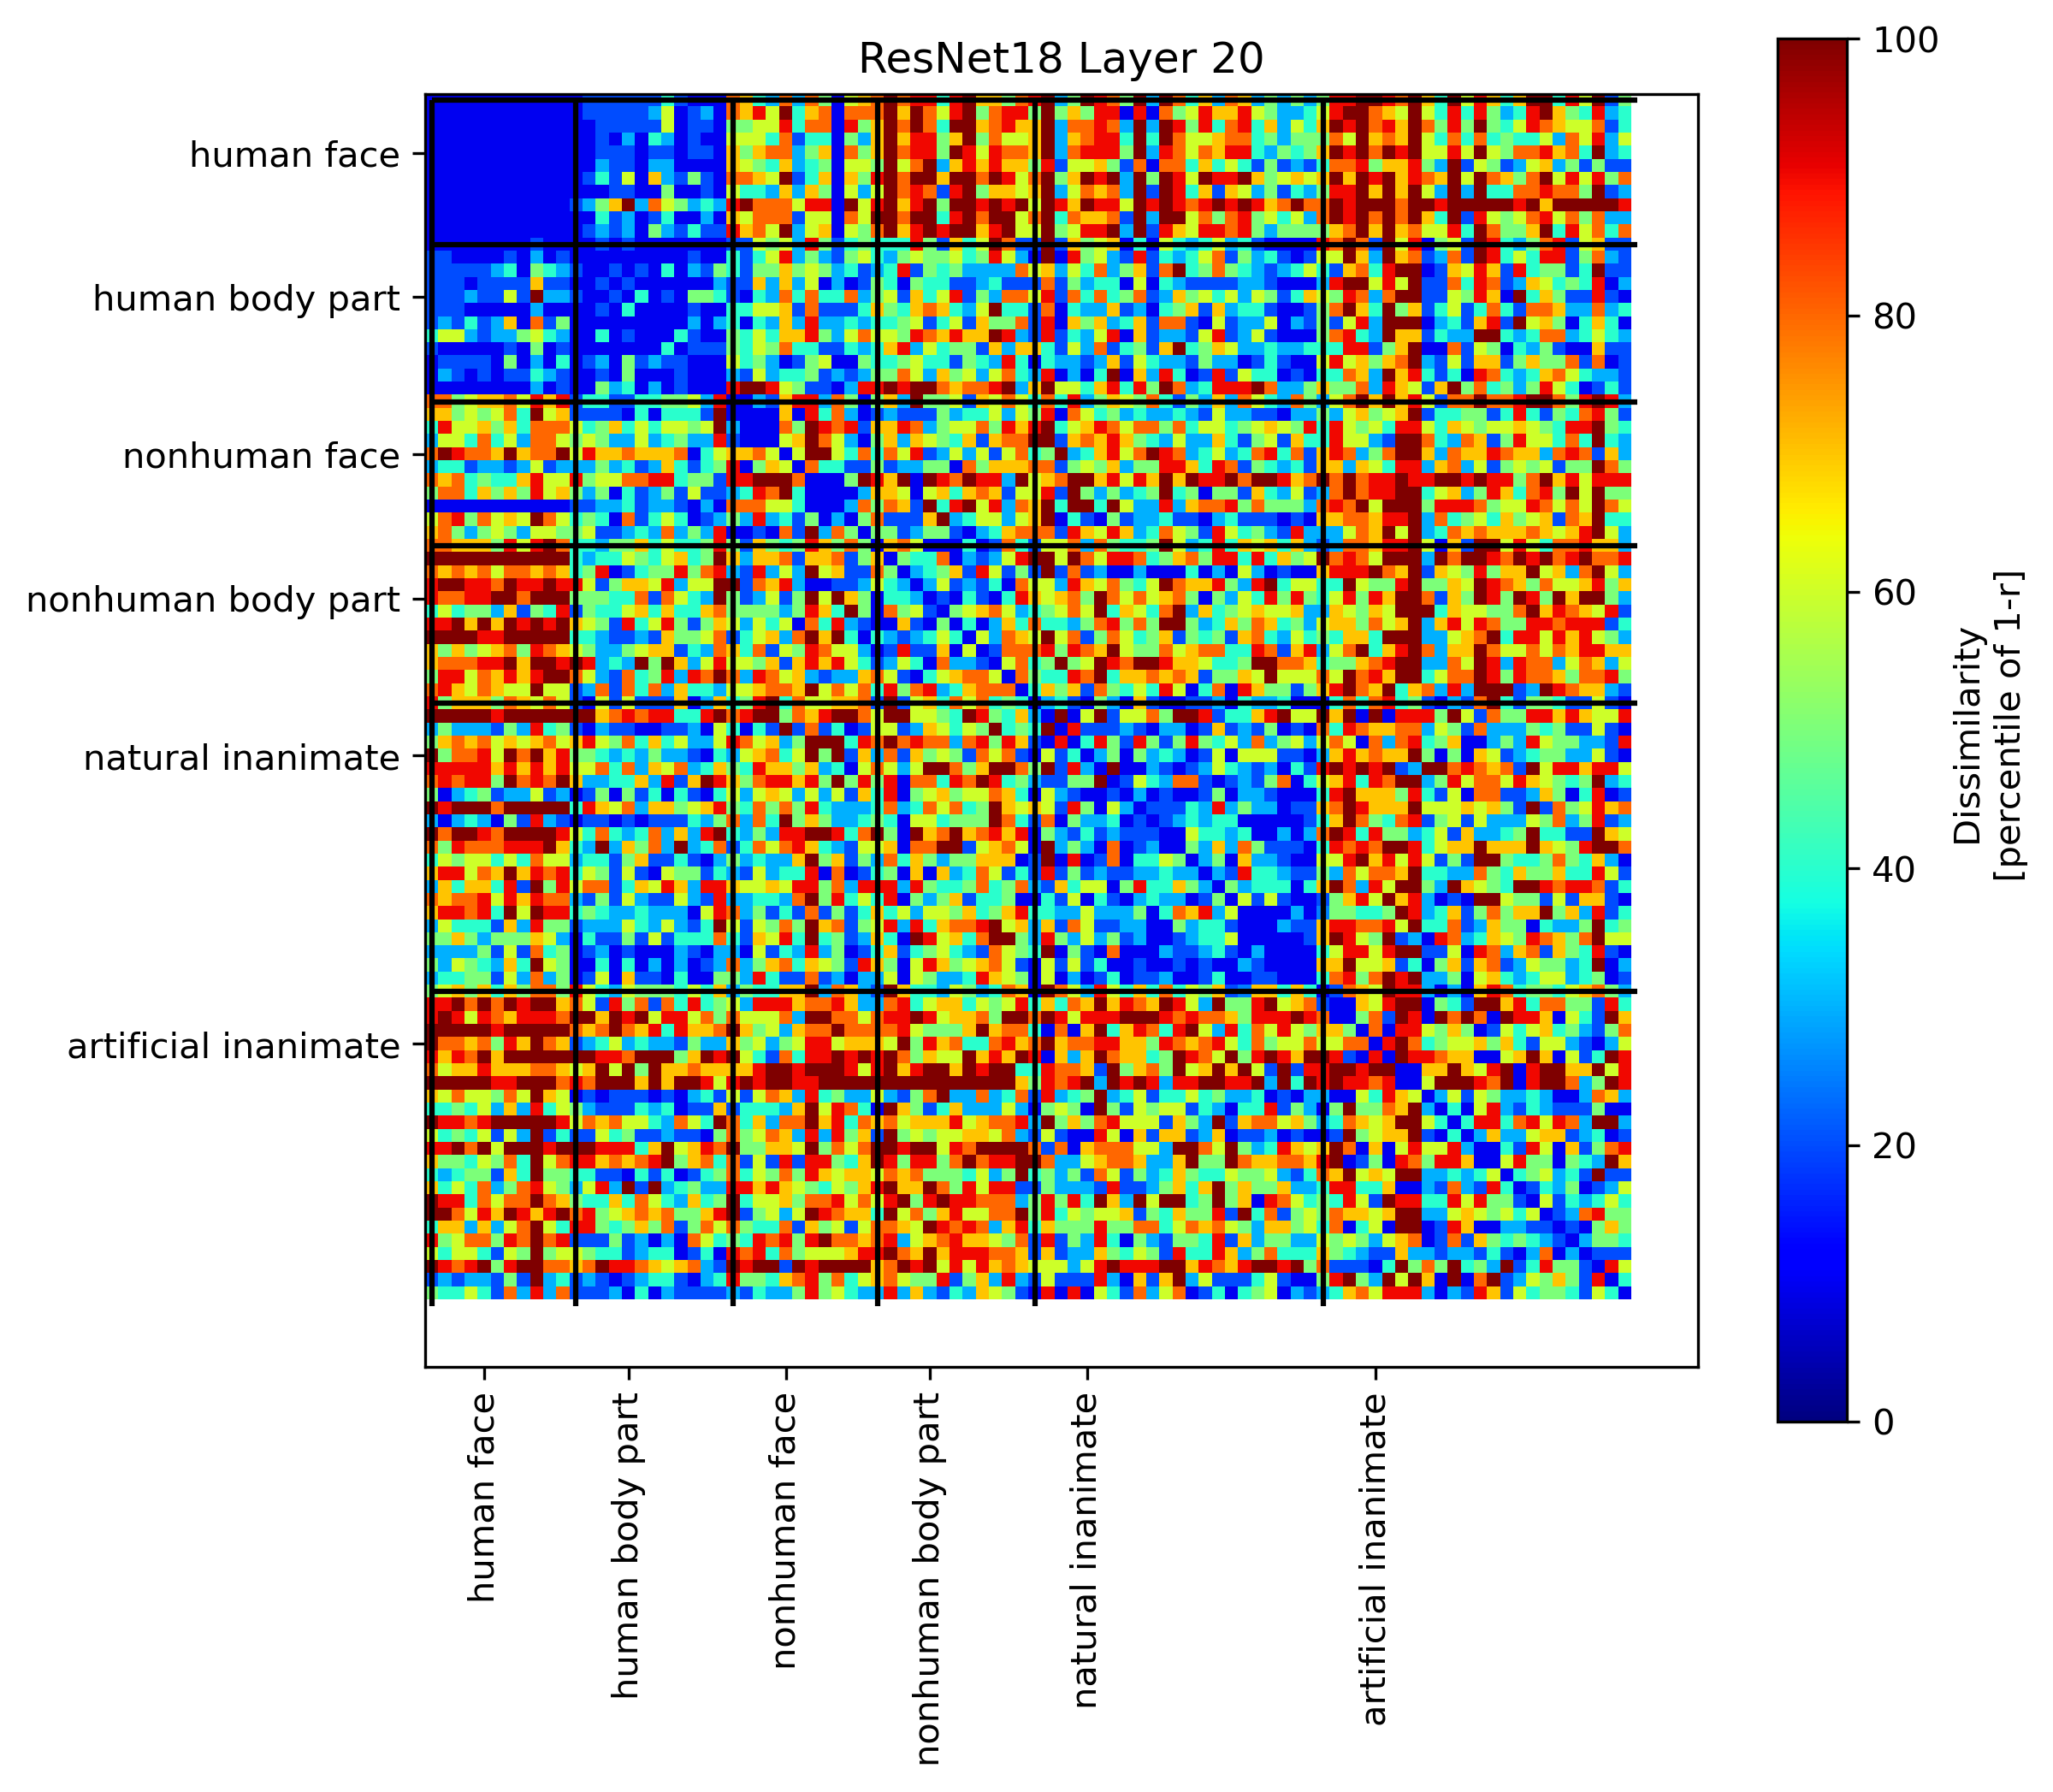 ResNet18 Layer 20
human face
human body part
nonhuman face
nonhuman body part
natural inanimate
artificial inanimate
human face
human body part
nonhuman face
nonhuman body part
natural inanimate
artificial inanimate
100
80
60
40
20
0
Dissimilarity
[percentile of 1-r]